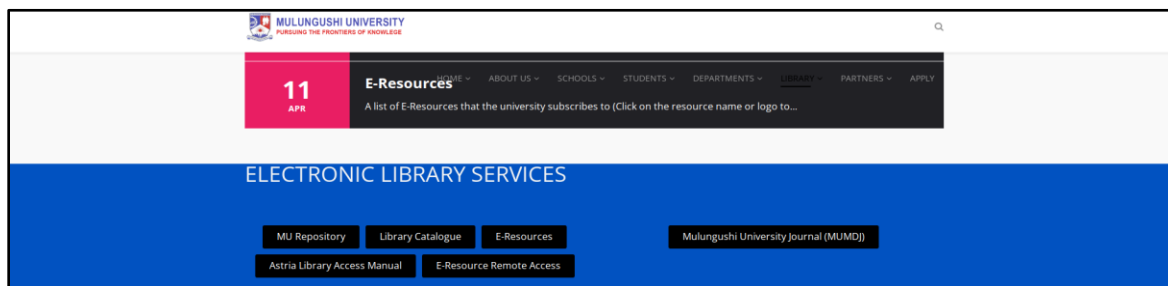 MULUNGUSHI UNIVERSITY
PURSUING THE FRONTIERS OF KNOWLEGE
HOME ABOUT US SCHOOLS STUDENTS DEPARTMENTS LIBRARY PARTNERS APPLY
11
APR
E-Resources
A list of E-Resources that the university subscribes to (Click on the resource name or logo to...
ELECTRONIC LIBRARY SERVICES
MU Repository Library Catalogue E-Resources Mulungushi University Journal (MUMDJ)
Astria Library Access Manual E-Resource Remote Access